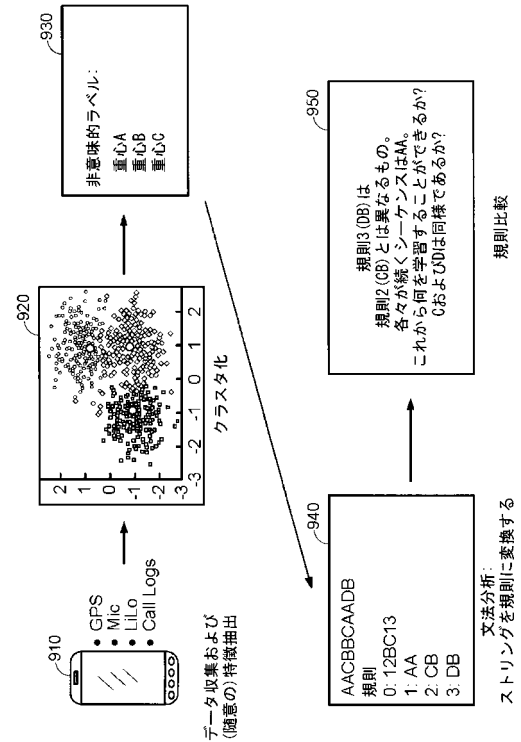 910
GPS
Mic
LiLo
Call Logs
データ収集および
(随意の)特徴抽出
920
2
1
0
-1
-2
-3
-3 -2 -1 0 1 2
クラスタ化
930
非意味的ラベル:
重心A
重心B
重心C
940
AACBBCAADB
規則
0: 12BC13
1: AA
2: CB
3: DB
文法分析:
ストリングを規則に変換する
950
規則3(DB)は
規則2(CB)とは異なるもの。
各々が続くシーケンスはAA。
これから何を学習することができるか?
CおよびDは同様であるか?
規則比較